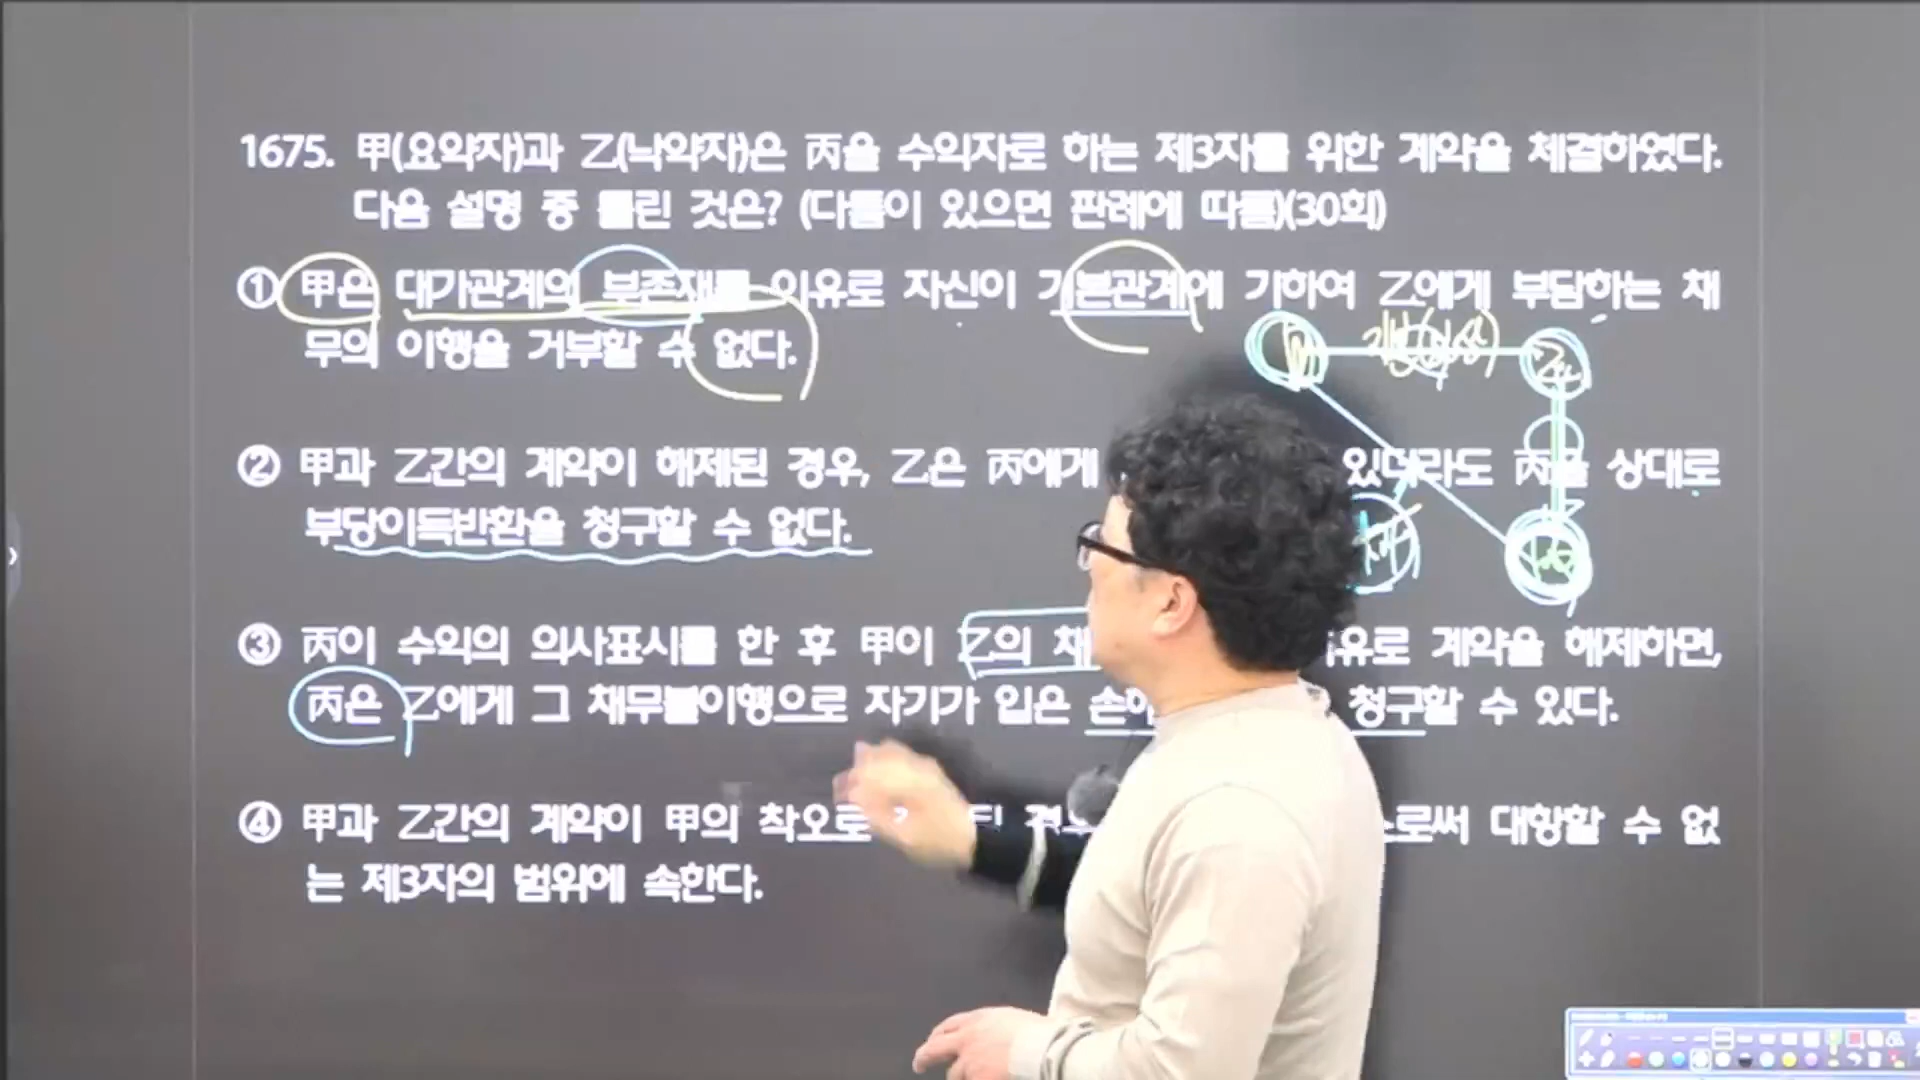 1675. 甲(요약자)과 乙(낙약자)은 丙을 수익자로 하는 제3자를 위한 계약을 체결하였다.
다음 설명 중 틀린 것은? (다툼이 있으면 판례에 따름)(30회)
① 甲은 대가관계의 부존재를 이유로 자신이 기본관계에 기하여 乙에게 부담하는 채
무의 이행을 거부할 수 없다.
② 甲과 乙간의 계약이 해제된 경우, 乙은 丙에게 있더라도 丙을 상대로
부당이득반환을 청구할 수 없다.
③ 丙이 수익의 의사표시를 한 후 甲이 乙의 채 유로 계약을 해제하면,
丙은 乙에게 그 채무불이행으로 자기가 입은 손 청구할 수 있다.
④ 甲과 乙간의 계약이 甲의 착오로 경우 로써 대항할 수 없
는 제3자의 범위에 속한다.